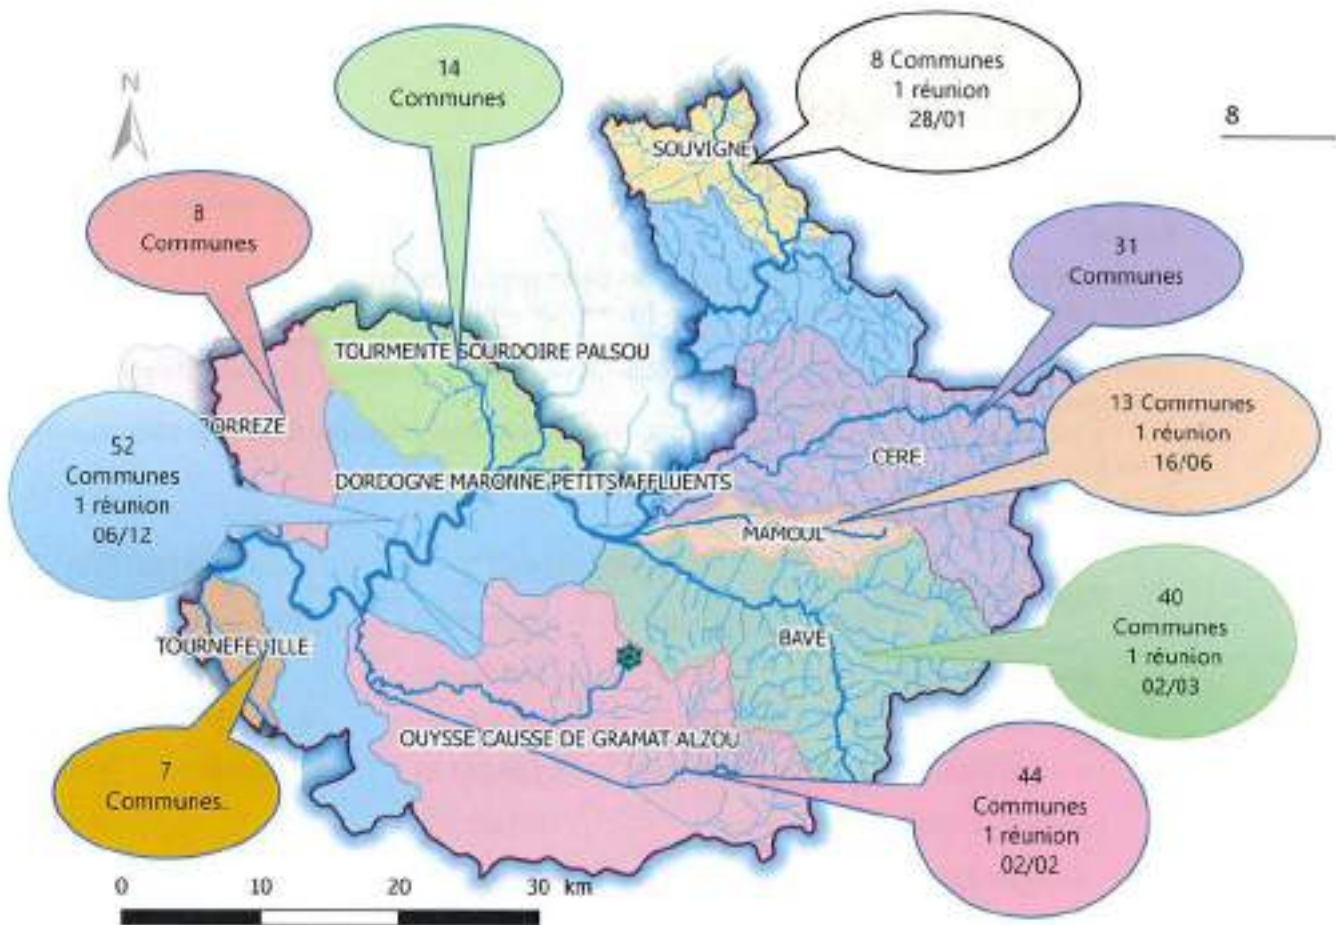 14
Communes
8 Communes
1 réunion
28/01
8
N
SOUVIGNE
8
Communes
31
Communes
TOURMENTE SOURDOIRE PALSOU
13 Communes
1 réunion
16/06
BORREZE
52
Communes
1 réunion
06/12
CERE
DORDOGNE MARONNE PETITS AFFLUENTS
MAMOUL
40
Communes
1 réunion
02/03
BAVE
TOURNEFEUILLE
OUYSSE CAUSSE DE GRAMAT ALZOU
7
Communes.
44
Communes
1 réunion
02/02
0 10 20 30 km